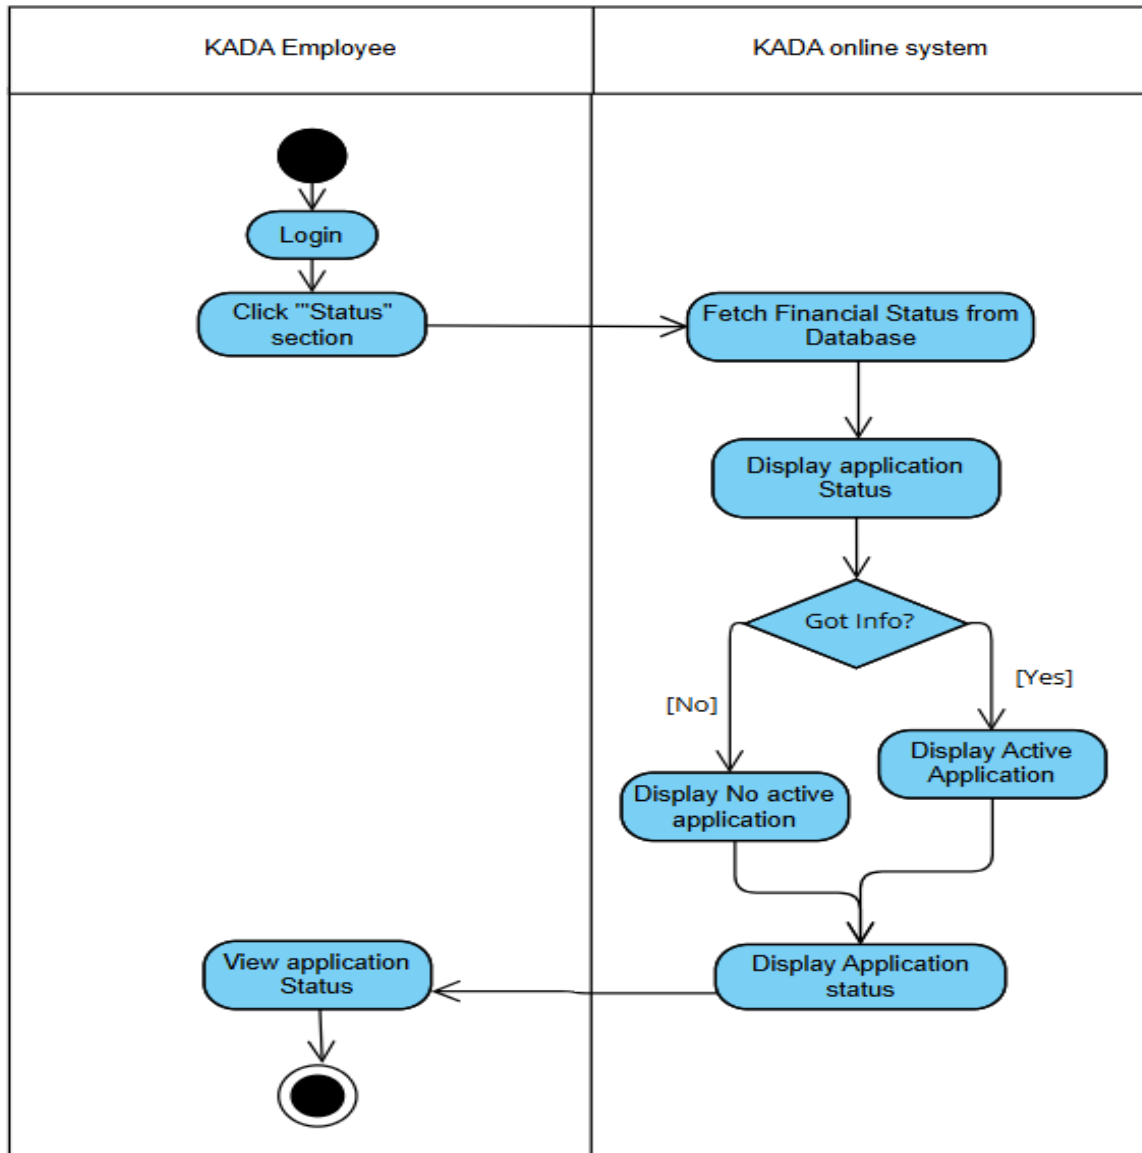 KADA Employee
KADA online system
Login
Click '"Status"
section
Fetch Financial Status from
Database
Display application
Status
Got Info?
[No]
[Yes]
Display Active
Application
Display No active
application
View application
Status
Display Application
status